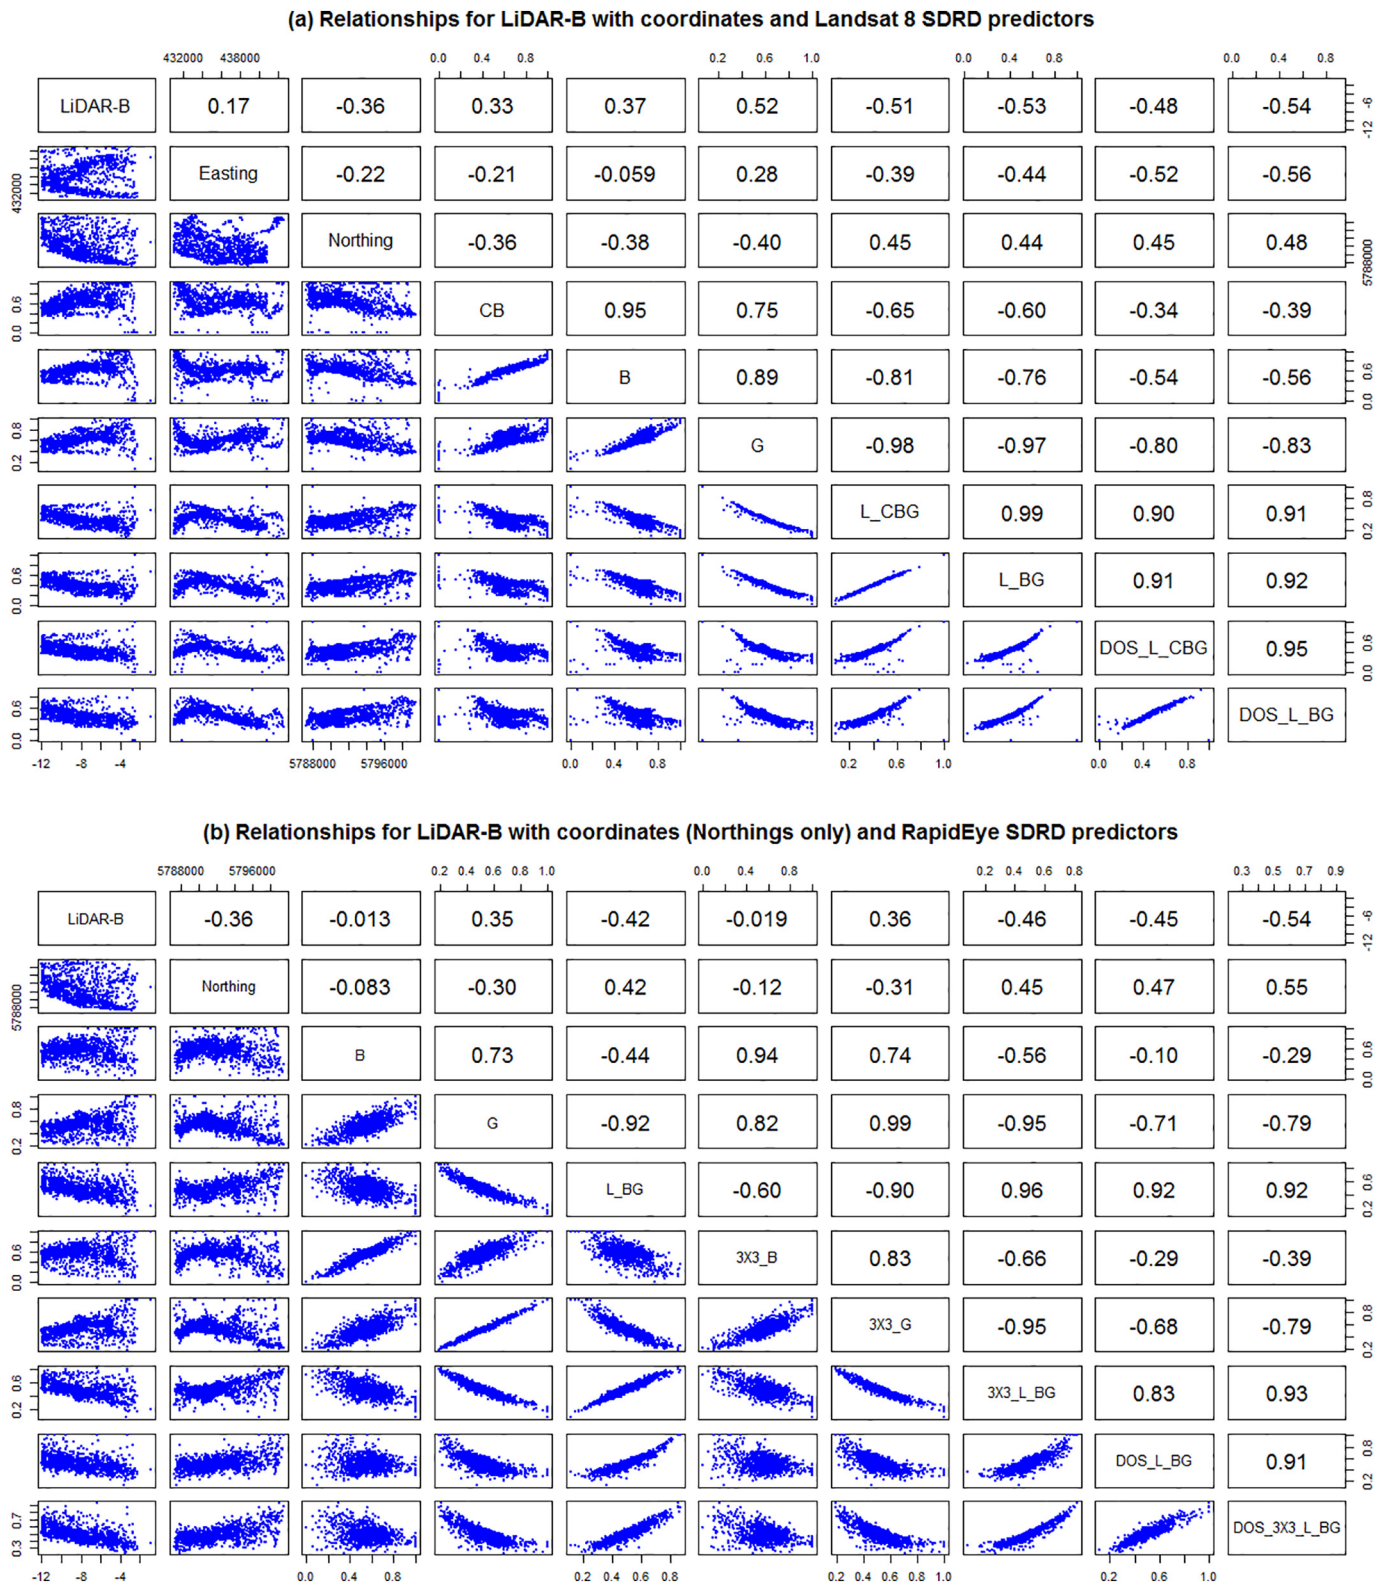 (a) Relationships for LiDAR-B with coordinates and Landsat 8 SDRD predictors
432000 438000 0.0 0.4 0.8 0.2 0.6 1.0 0.0 0.4 0.8 0.0 0.4 0.8
LiDAR-B 0.17 -0.36 0.33 0.37 0.52 -0.51 -0.53 -0.48 -0.54 -12 -6
432000 Easting -0.22 -0.21 -0.059 0.28 -0.39 -0.44 -0.52 -0.56
Northing -0.36 -0.38 -0.40 0.45 0.44 0.45 0.48 5788000
0.0 0.6 CB 0.95 0.75 -0.65 -0.60 -0.34 -0.39
B 0.89 -0.81 -0.76 -0.54 -0.56 0.0 0.6
0.2 0.8 G -0.98 -0.97 -0.80 -0.83
L_CBG 0.99 0.90 0.91 0.2 0.8
0.0 0.6 L_BG 0.91 0.92
DOS_L_CBG 0.95 0.0 0.6
0.0 0.6 DOS_L_BG
-12 -8 -4 5788000 5796000 0.0 0.4 0.8 0.2 0.6 1.0 0.0 0.4 0.8
(b) Relationships for LiDAR-B with coordinates (Northings only) and RapidEye SDRD predictors
5788000 5796000 0.2 0.4 0.6 0.8 1.0 0.0 0.4 0.8 0.2 0.4 0.6 0.8 0.3 0.5 0.7 0.9
LiDAR-B -0.36 -0.013 0.35 -0.42 -0.019 0.36 -0.46 -0.45 -0.54 -12 -6
5788000 Northing -0.083 -0.30 0.42 -0.12 -0.31 0.45 0.47 0.55
B 0.73 -0.44 0.94 0.74 -0.56 -0.10 -0.29 0.0 0.6
0.2 0.8 G -0.92 0.82 0.99 -0.95 -0.71 -0.79
L_BG -0.60 -0.90 0.96 0.92 0.92 0.2 0.6
0.0 0.6 3X3_B 0.83 -0.66 -0.29 -0.39
3X3_G -0.95 -0.68 -0.79 0.2 0.8
0.2 0.6 3X3_L_BG 0.83 0.93
DOS_L_BG 0.91 0.2 0.8
0.3 0.7 DOS_3X3_L_BG
-12 -8 -4 0.0 0.4 0.8 0.2 0.4 0.6 0.8 0.2 0.4 0.6 0.8 1.0 0.2 0.6 1.0